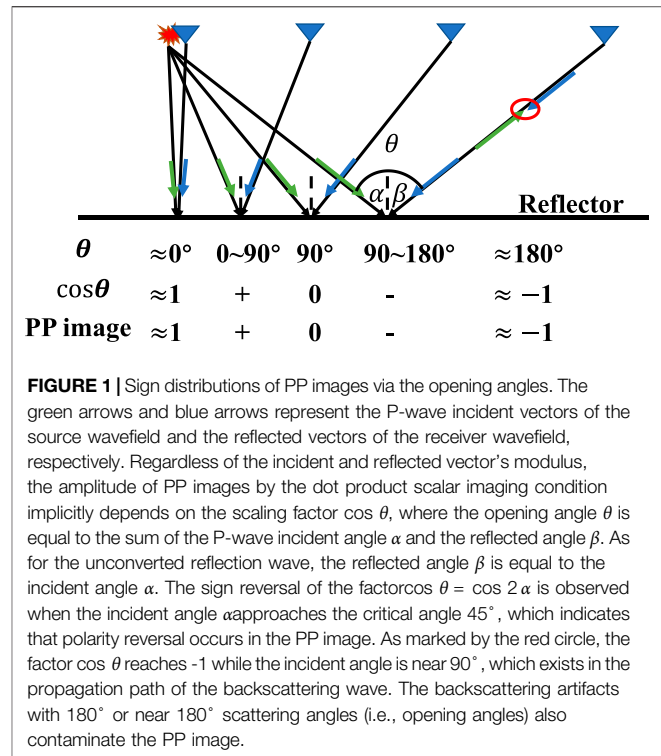 θ
α β
Reflector
θ ≈0° 0~90° 90° 90~180° ≈180°
cosθ ≈1 + 0 - ≈ −1
PP image ≈1 + 0 - ≈ −1
FIGURE 1 | Sign distributions of PP images via the opening angles. The
green arrows and blue arrows represent the P-wave incident vectors of the
source wavefield and the reflected vectors of the receiver wavefield,
respectively. Regardless of the incident and reflected vector's modulus,
the amplitude of PP images by the dot product scalar imaging condition
implicitly depends on the scaling factor cos θ, where the opening angle θ is
equal to the sum of the P-wave incident angle α and the reflected angle β. As
for the unconverted reflection wave, the reflected angle β is equal to the
incident angle α. The sign reversal of the factorcos θ = cos 2 α is observed
when the incident angle αapproaches the critical angle 45°, which indicates
that polarity reversal occurs in the PP image. As marked by the red circle, the
factor cos θ reaches -1 while the incident angle is near 90°, which exists in the
propagation path of the backscattering wave. The backscattering artifacts
with 180° or near 180° scattering angles (i.e., opening angles) also
contaminate the PP image.